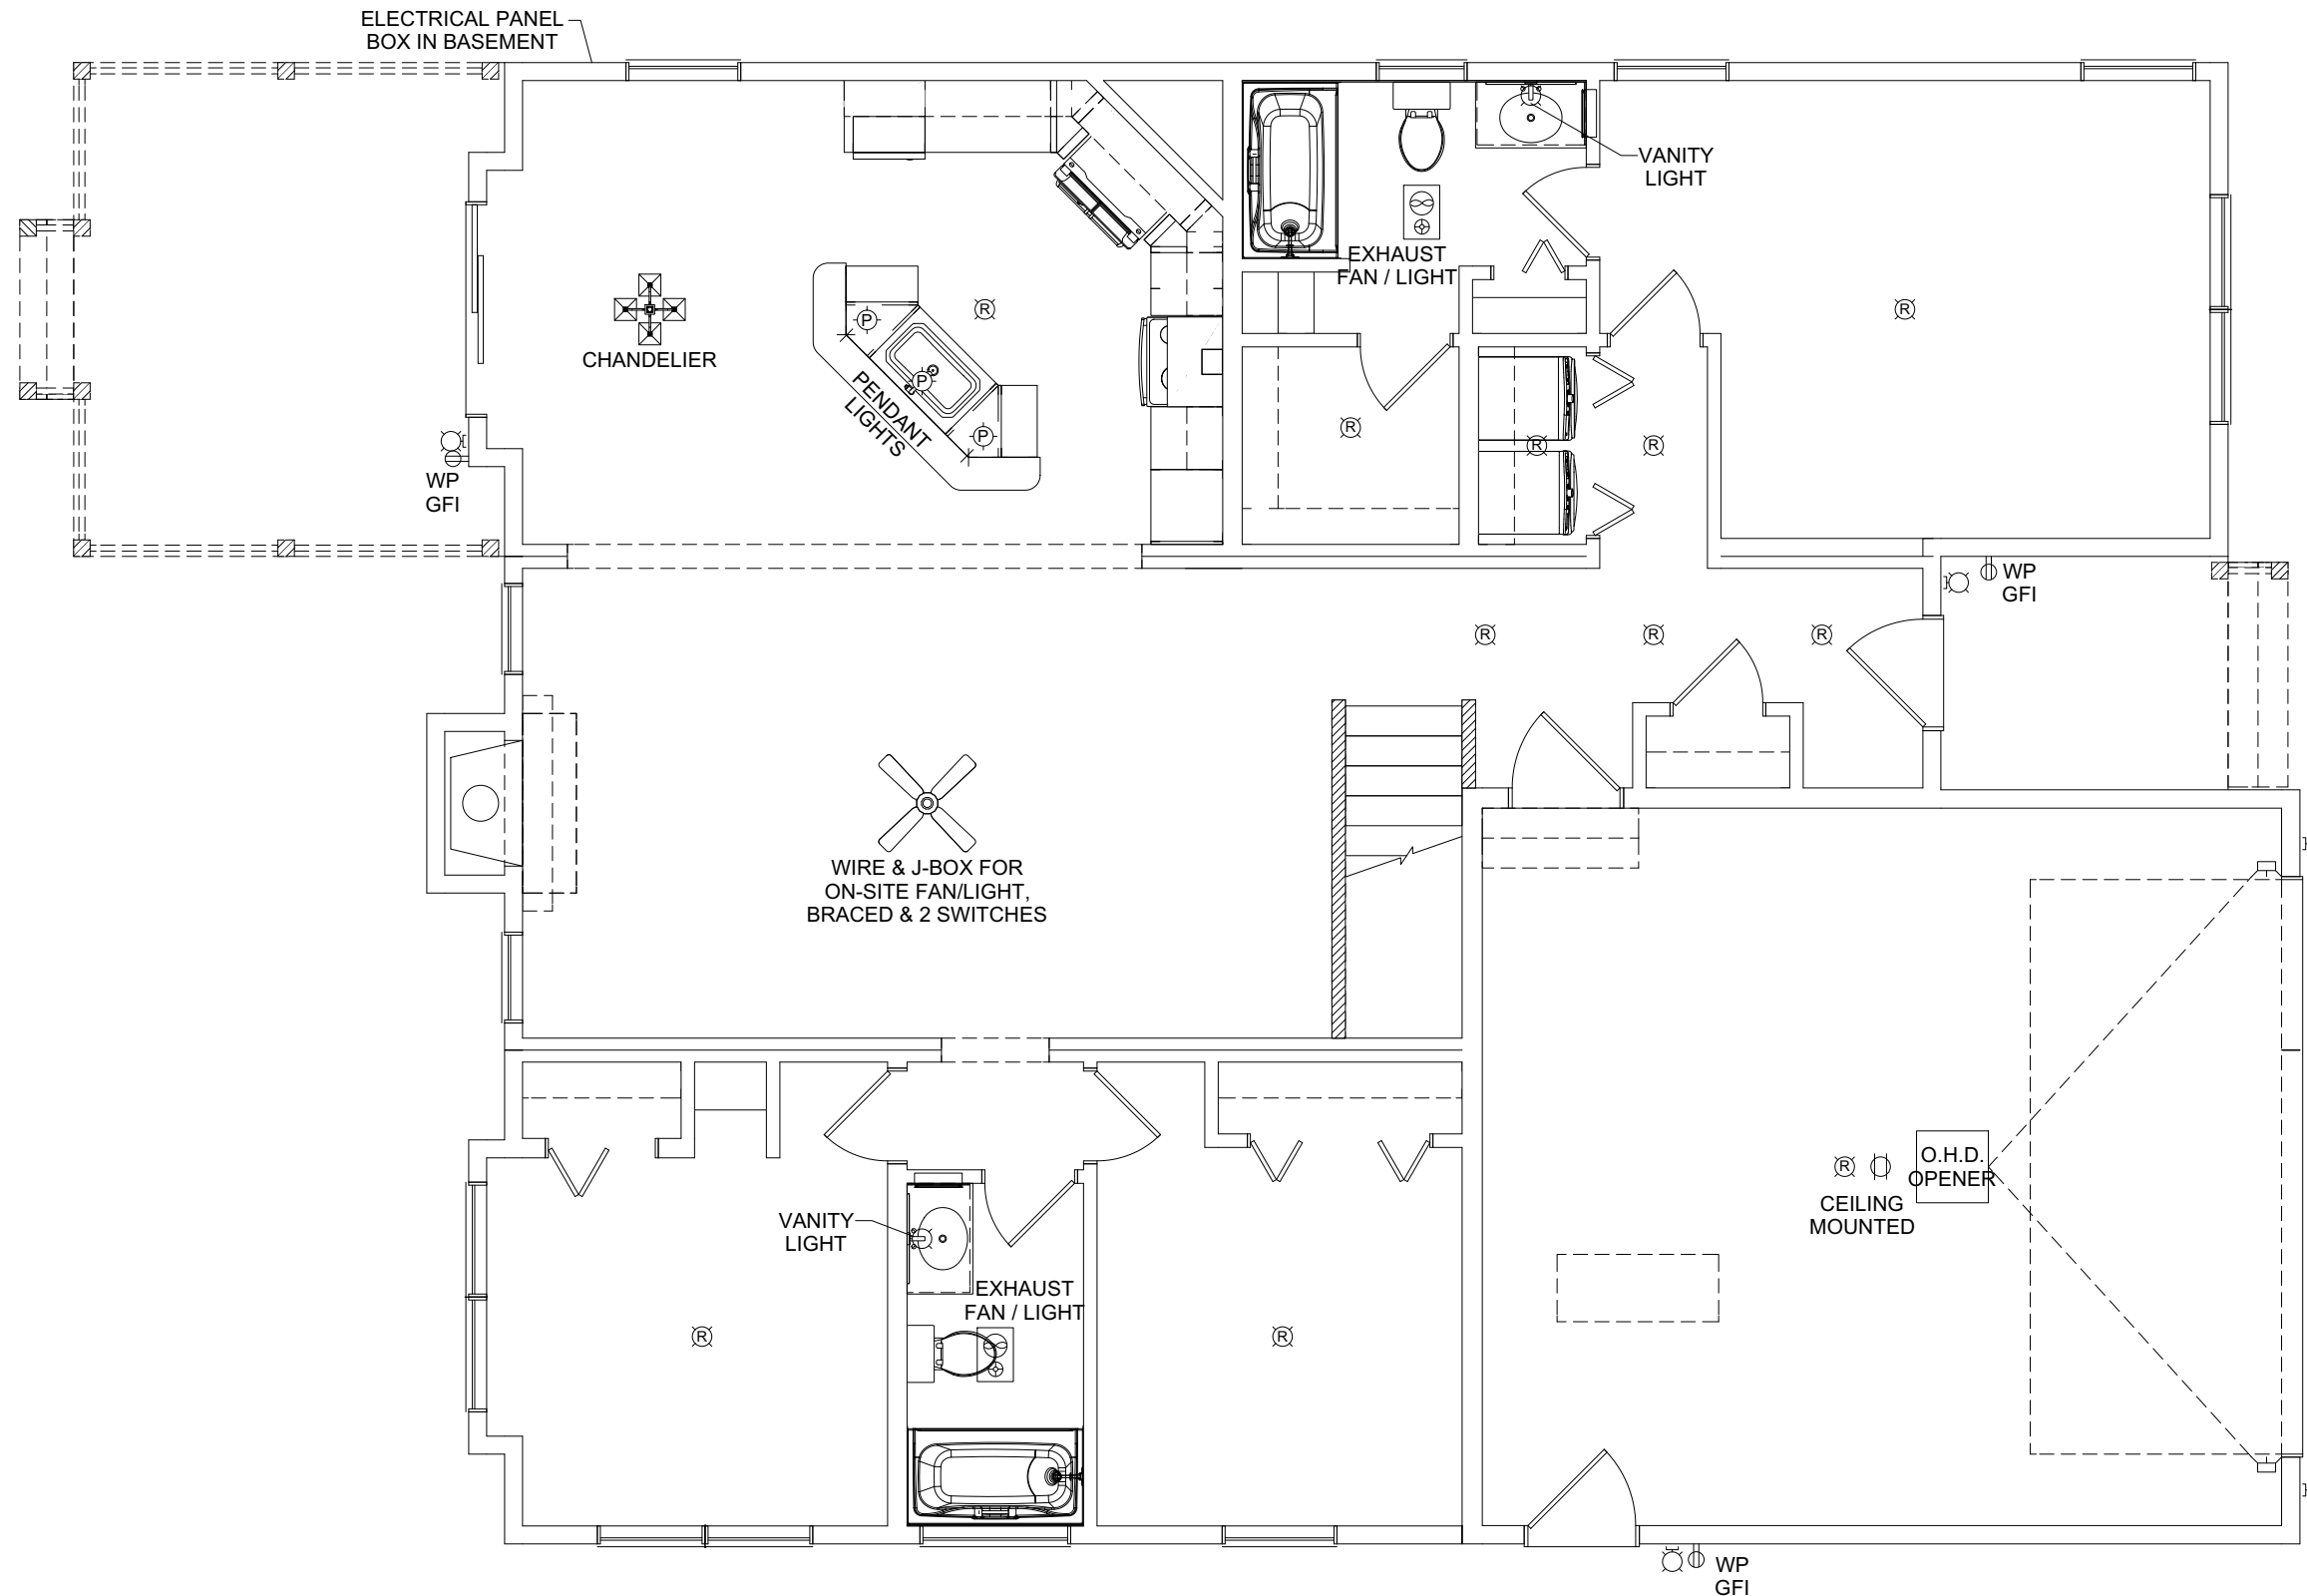 ELECTRICAL PANEL
BOX IN BASEMENT
VANITY
LIGHT
EXHAUST
FAN / LIGHT
R
R
CHANDELIER
P
P
P
PENDANT
LIGHTS
R
R
R
WP
GFI
WP
GFI
R
R
R
WIRE & J-BOX FOR
ON-SITE FAN/LIGHT,
BRACED & 2 SWITCHES
O.H.D.
OPENER
R
CEILING
MOUNTED
VANITY
LIGHT
EXHAUST
FAN / LIGHT
R
R
WP
GFI